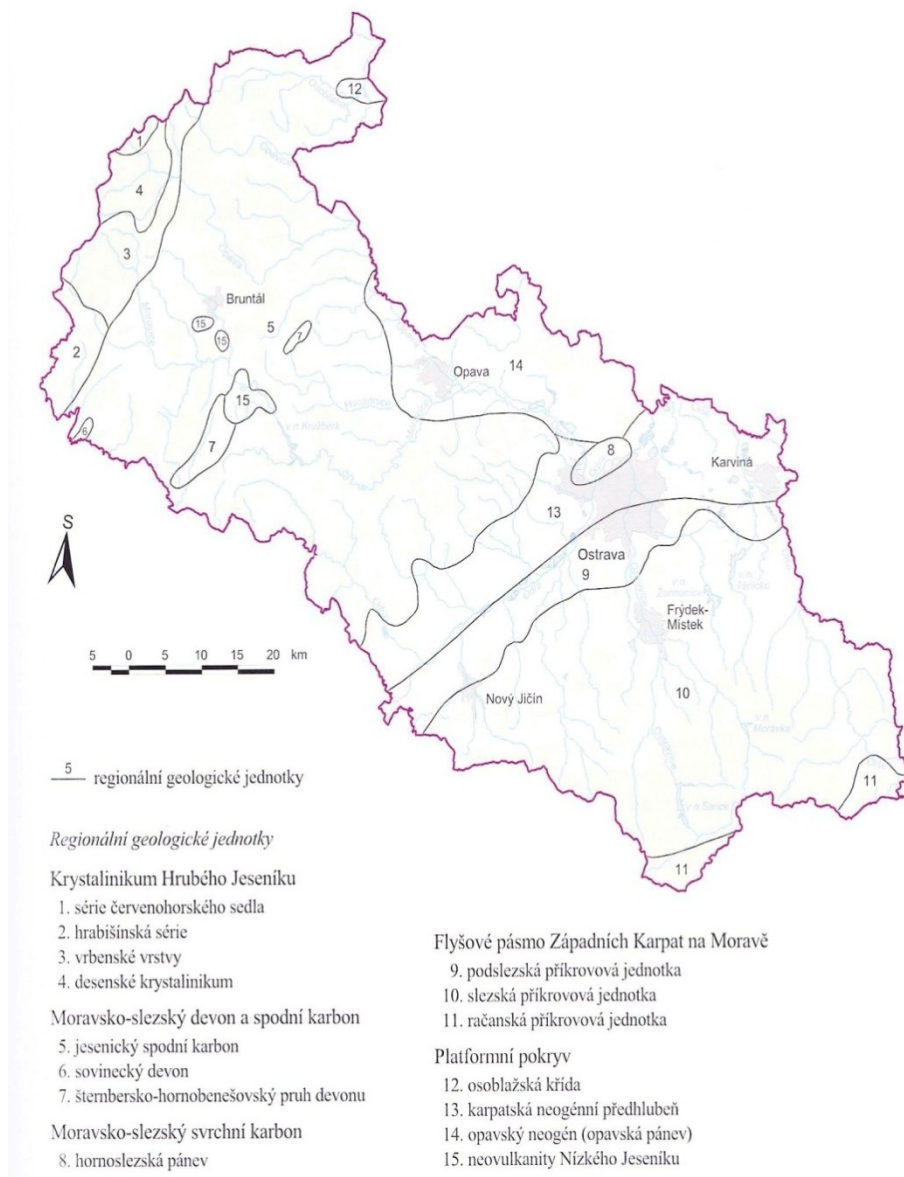 12
1
4
3
Bruntál
15
5
7
15
2
14
Opava
15
6
7
8
Karviná
13
S
Ostrava
9
Frýdek-
Místek
5 0 5 10 15 20 km
Nový Jičín
10
11
11
5
regionální geologické jednotky
Regionální geologické jednotky
Krystalinikum Hrubého Jeseníku
1. série červenohorského sedla
2. hrabišínská série
3. vrbenské vrstvy
4. desenské krystalinikum
Moravsko-slezský devon a spodní karbon
5. jesenický spodní karbon
6. sovinecký devon
7. šternbersko-hornobenešovský pruh devonu
Moravsko-slezský svrchní karbon
8. hornoslezská pánev
Flyšové pásmo Západních Karpat na Moravě
9. podslezská příkrovová jednotka
10. slezská příkrovová jednotka
11. račanská příkrovová jednotka
Platformní pokryv
12. osoblažská křída
13. karpatská neogénní předhlubeň
14. opavský neogén (opavská pánev)
15. neovulkanity Nízkého Jeseníku